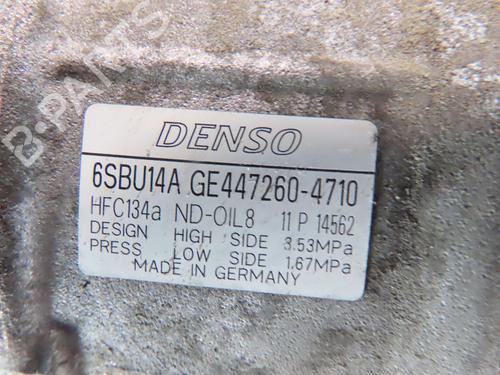 B-PARTS
DENSO
6SBU14A GE447260-4710
HFC134a ND-OIL8 11 P 14562
DESIGN HIGH SIDE 3.53MPa
PRESS LOW SIDE 1.67MPa
MADE IN GERMANY